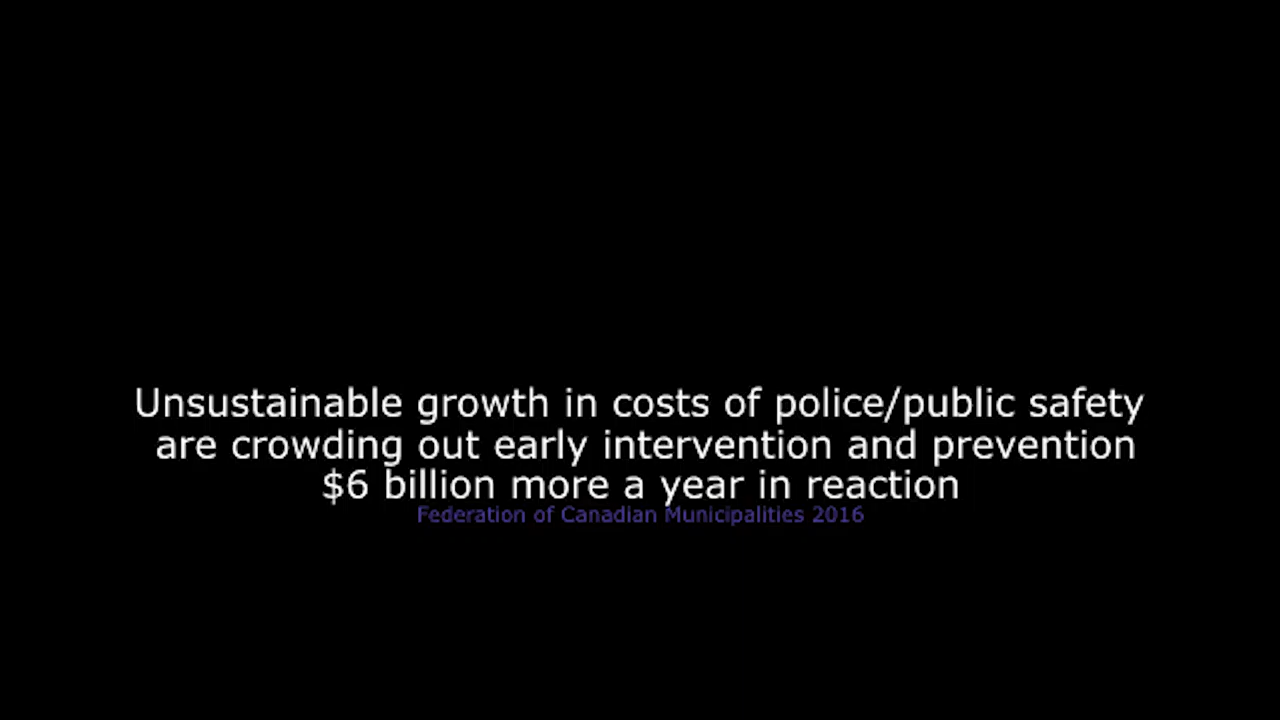 Unsustainable growth in costs of police/public safety
are crowding out early intervention and prevention
$6 billion more a year in reaction
Federation of Canadian Municipalities 2016